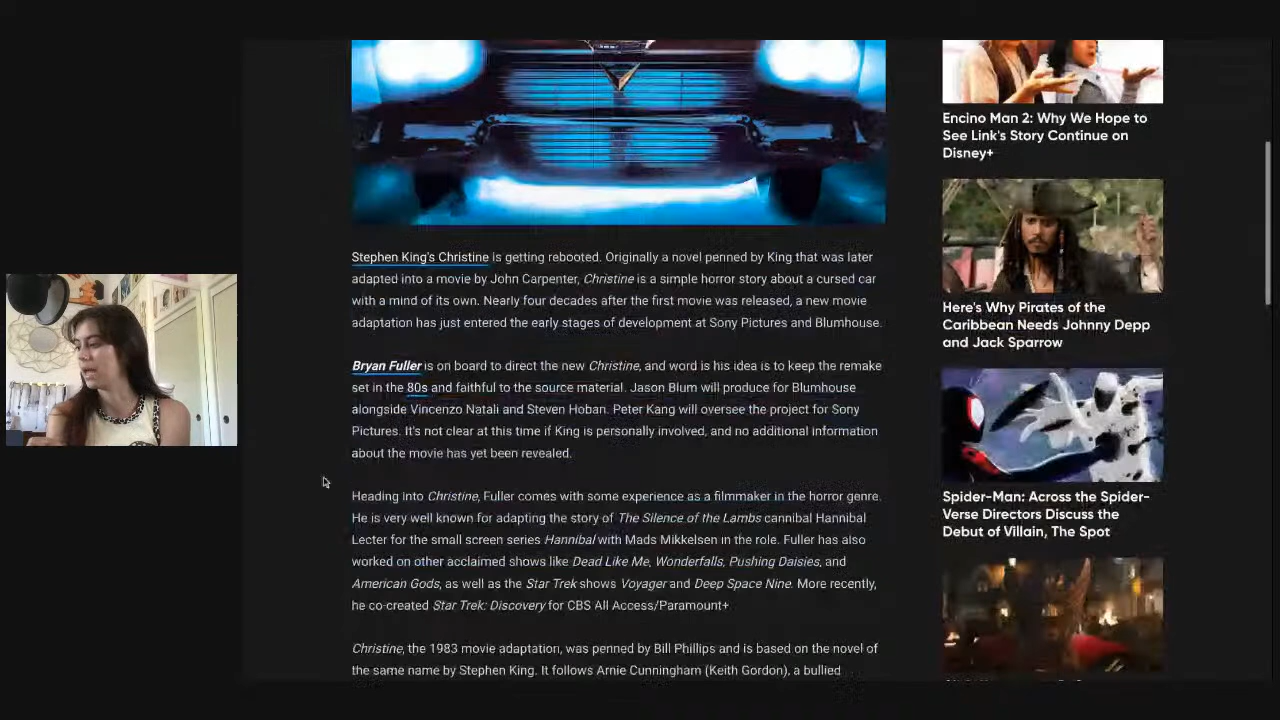 Stephen King's Christine is getting rebooted. Originally a novel penned by King that was later
adapted into a movie by John Carpenter, Christine is a simple horror story about a cursed car
with a mind of its own. Nearly four decades after the first movie was released, a new movie
adaptation has just entered the early stages of development at Sony Pictures and Blumhouse.
Bryan Fuller is on board to direct the new Christine, and word is his idea is to keep the remake
set in the 80s and faithful to the source material. Jason Blum will produce for Blumhouse
alongside Vincenzo Natali and Steven Hoban. Peter Kang will oversee the project for Sony
Pictures. It's not clear at this time if King is personally involved, and no additional information
about the movie has yet been revealed.
Heading into Christine, Fuller comes with some experience as a filmmaker in the horror genre.
He is very well known for adapting the story of The Silence of the Lambs cannibal Hannibal
Lecter for the small screen series Hannibal with Mads Mikkelsen in the role. Fuller has also
worked on other acclaimed shows like Dead Like Me, Wonderfalls, Pushing Daisies, and
American Gods, as well as the Star Trek shows Voyager and Deep Space Nine. More recently,
he co-created Star Trek: Discovery for CBS All Access/Paramount+
Christine, the 1983 movie adaptation, was penned by Bill Phillips and is based on the novel of
the same name by Stephen King. It follows Arnie Cunningham (Keith Gordon), a bullied
Encino Man 2: Why We Hope to
See Link's Story Continue on
Disney+
Here's Why Pirates of the
Caribbean Needs Johnny Depp
and Jack Sparrow
Spider-Man: Across the Spider-
Verse Directors Discuss the
Debut of Villain, The Spot